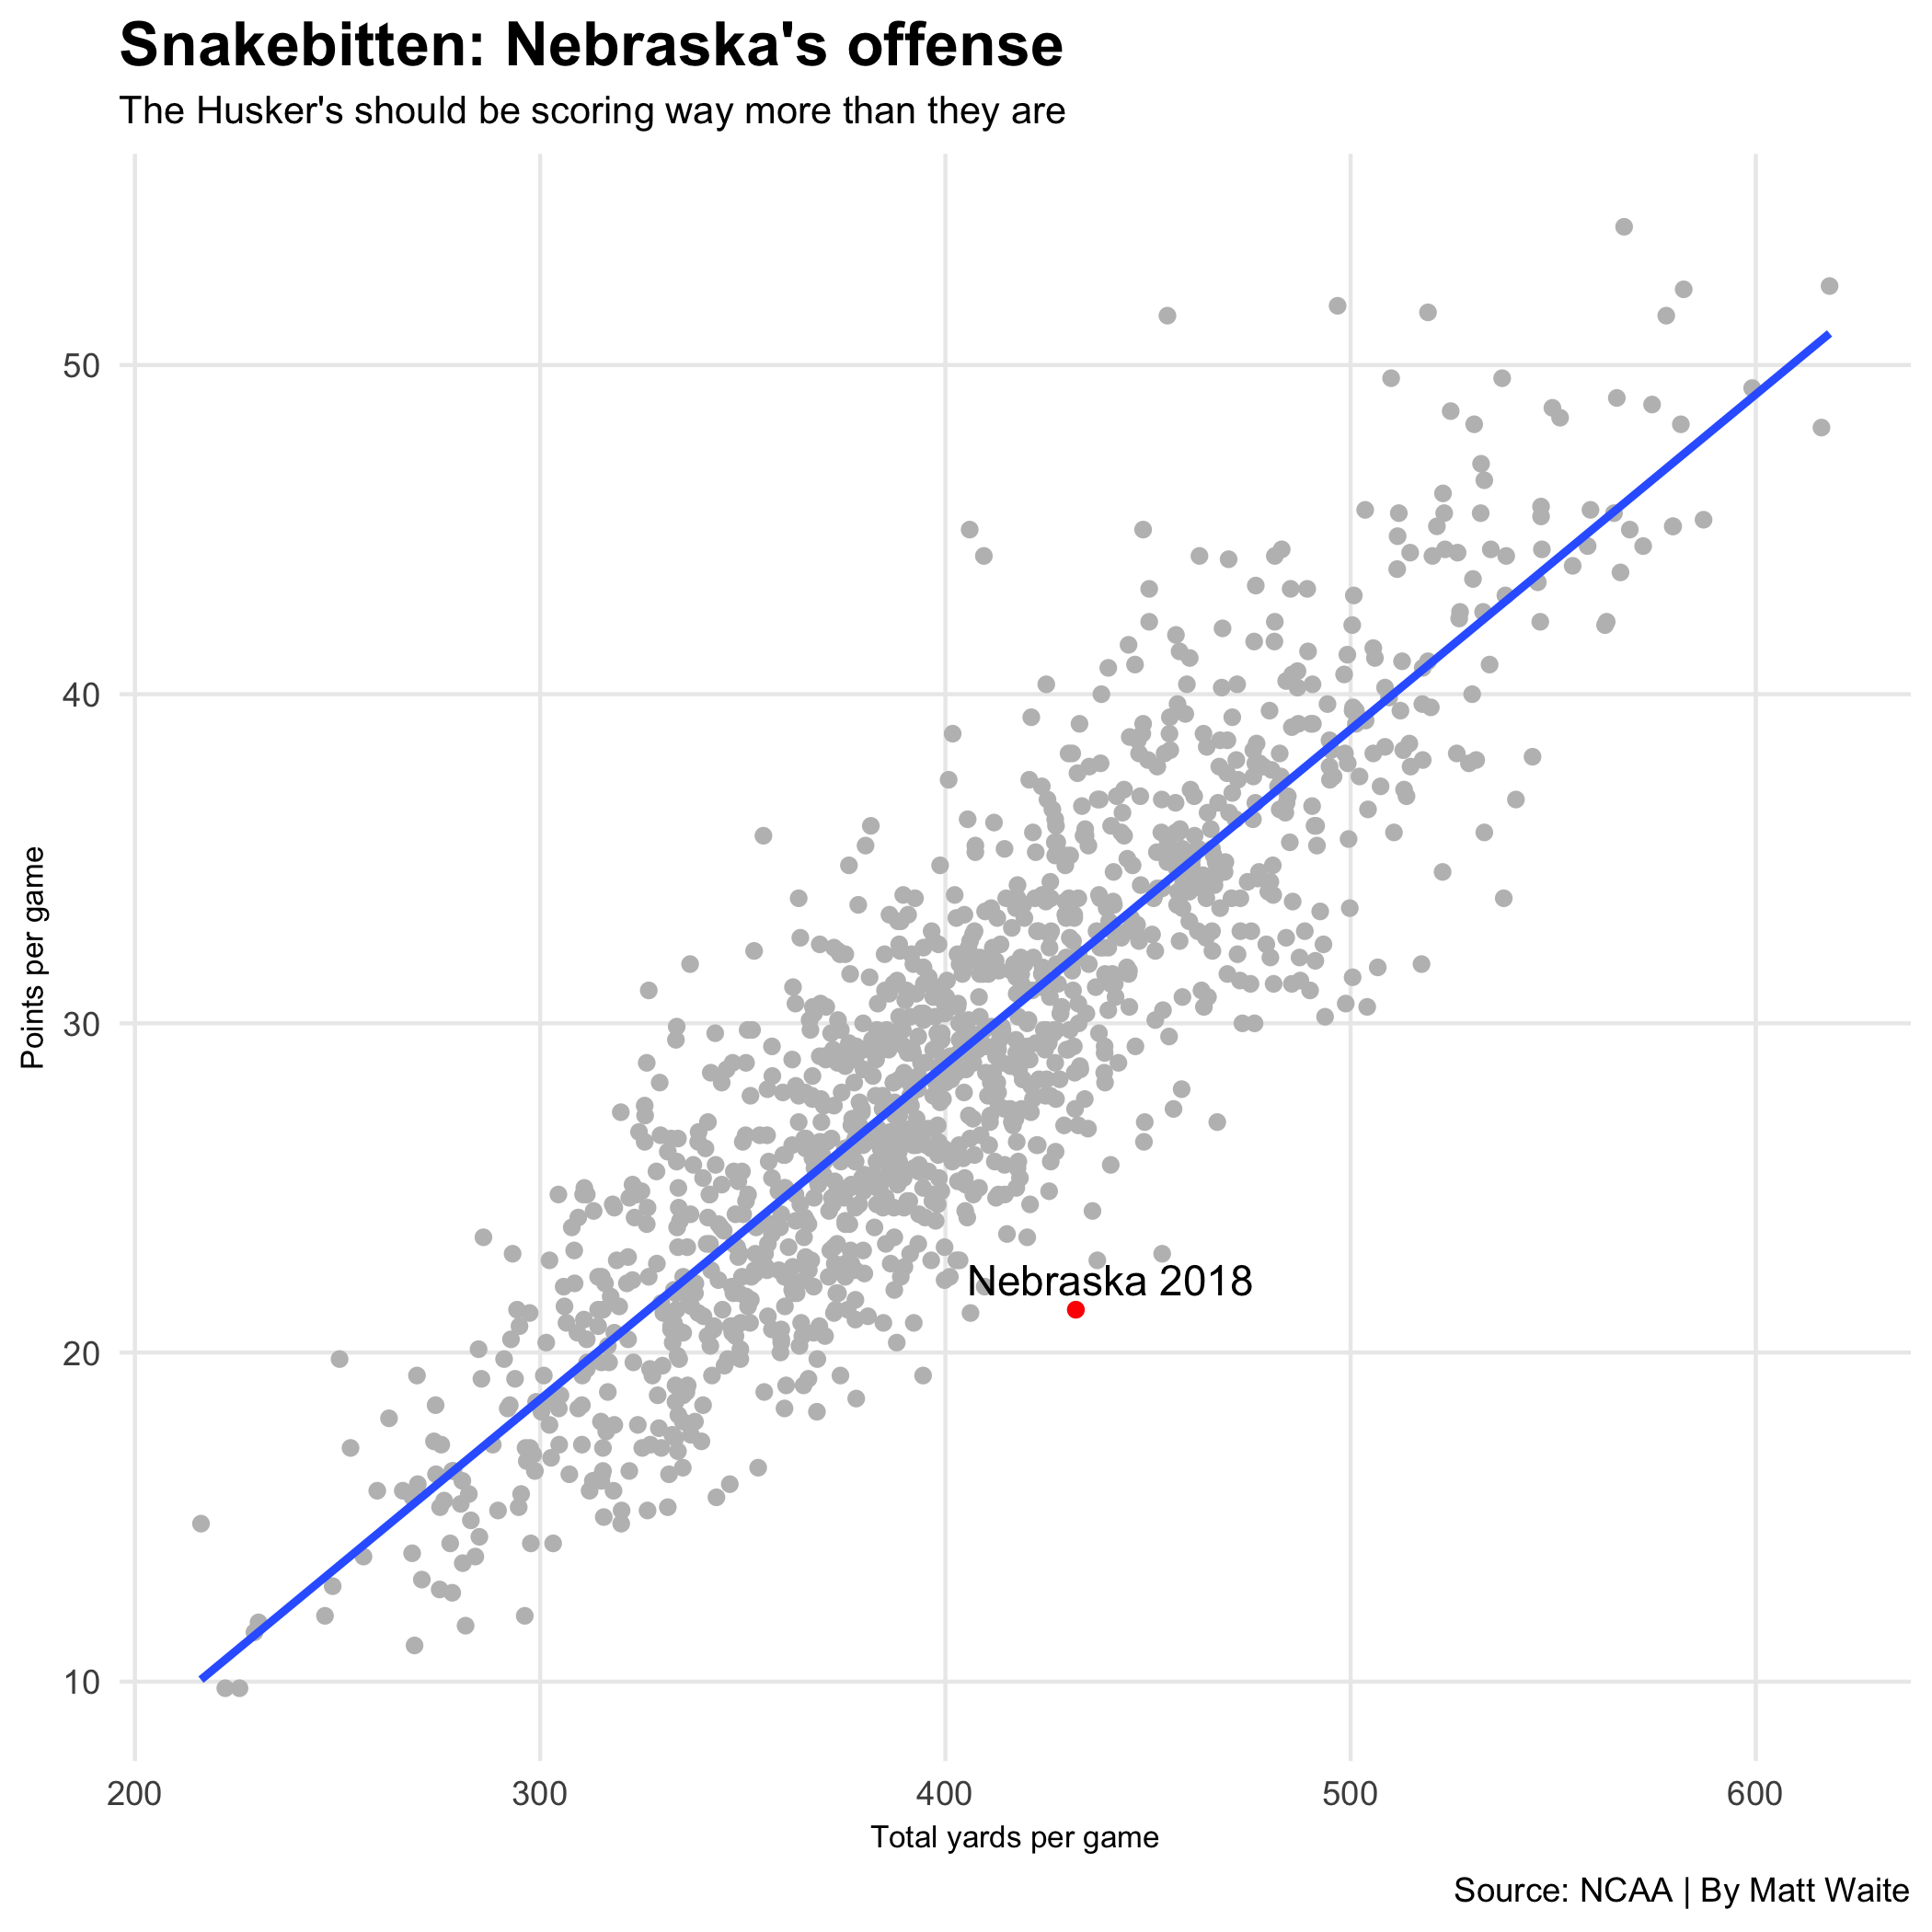 Snakebitten: Nebraska's offense
The Husker's should be scoring way more than they are
50
40
30
20
10
Points per game
Nebraska 2018
200 300 400 500 600
Total yards per game
Source: NCAA | By Matt Waite